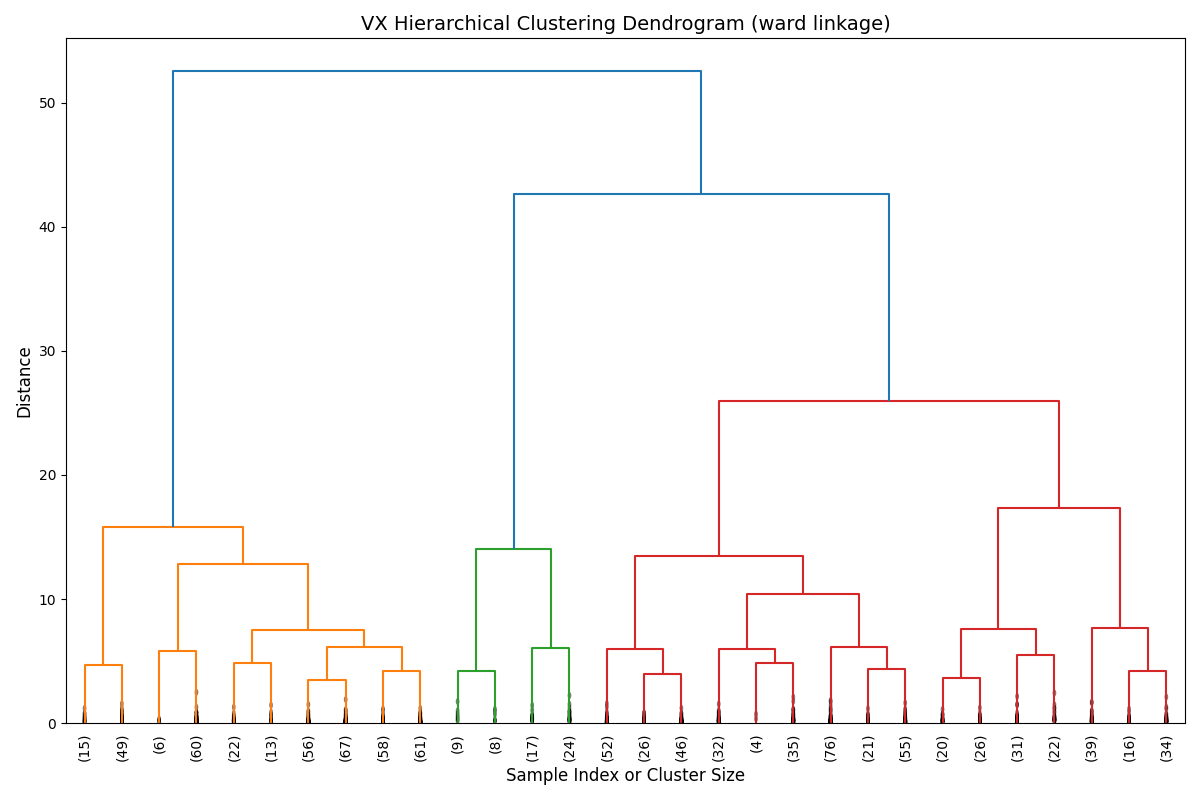 VX Hierarchical Clustering Dendrogram (ward linkage)
Distance
50
40
30
20
10
0
(15) (49) (6) (60) (22) (13) (56) (67) (58) (61) (9) (8) (17) (24) (52) (26) (46) (32) (4) (35) (76) (21) (55) (20) (26) (31) (22) (39) (16) (34)
Sample Index or Cluster Size